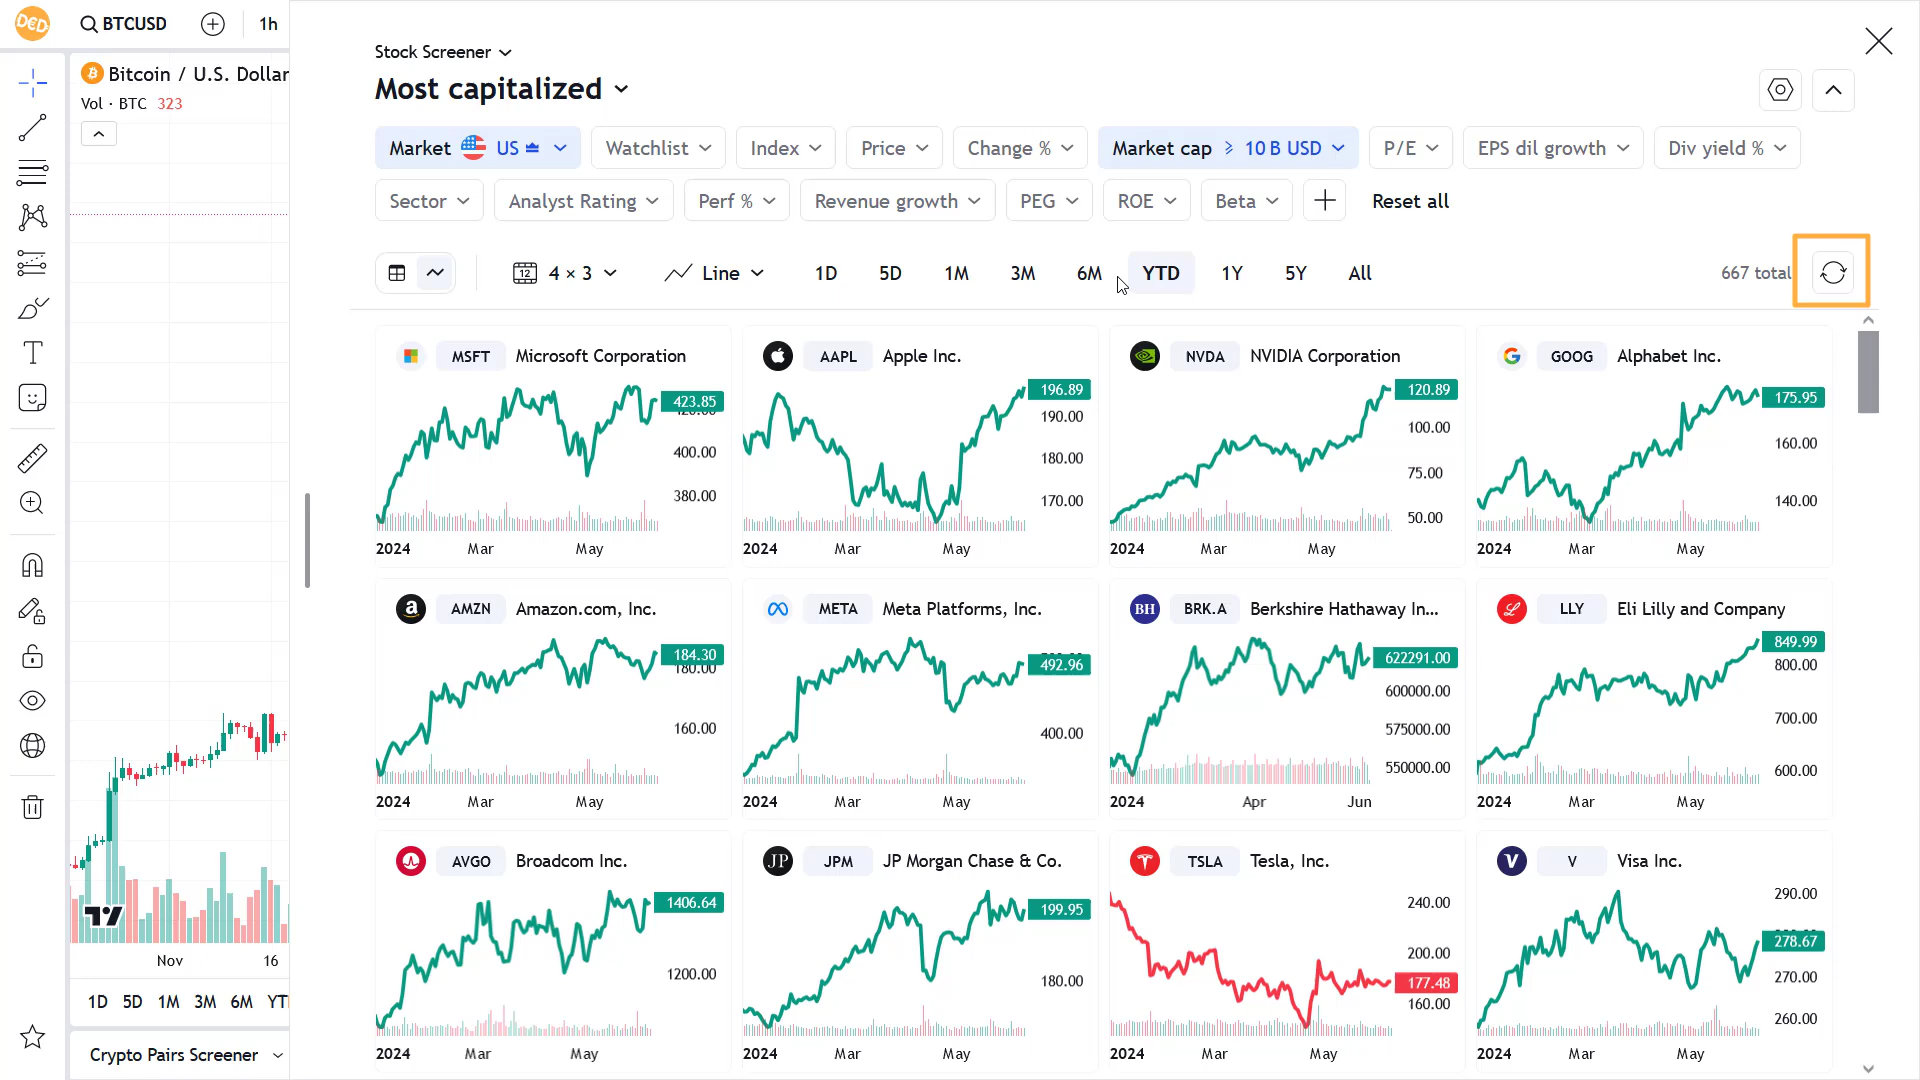 DED
BTCUSD
1h
Bitcoin / U.S. Dollar
Vol · BTC 323
Nov 16
1D 5D 1M 3M 6M
Crypto Pairs Screener
Stock Screener
Most capitalized
Market US Watchlist Index Price Change % Market cap ≥ 10 B USD P/E EPS dil growth Div yield %
Sector Analyst Rating Perf % Revenue growth PEG ROE Beta Reset all
12 4 × 3 Line 1D 5D 1M 3M 6M YTD 1Y 5Y All 667 total
MSFT Microsoft Corporation
423.85
400.00
380.00
2024 Mar May
AAPL Apple Inc.
196.89
190.00
180.00
170.00
2024 Mar May
NVDA NVIDIA Corporation
120.89
100.00
75.00
50.00
2024 Mar May
G GOOG Alphabet Inc.
175.95
160.00
140.00
2024 Mar May
a AMZN Amazon.com, Inc.
184.30
180.00
160.00
2024 Mar May
META Meta Platforms, Inc.
492.96
400.00
2024 Mar May
BH BRK.A Berkshire Hathaway In...
622291.00
600000.00
575000.00
550000.00
2024 Apr Jun
LLY Eli Lilly and Company
849.99
800.00
700.00
600.00
2024 Mar May
AVGO Broadcom Inc.
1406.64
1200.00
2024 Mar May
JP JPM JP Morgan Chase & Co.
199.95
180.00
2024 Mar May
TSLA Tesla, Inc.
240.00
200.00
177.48
160.00
2024 Mar May
V V Visa Inc.
290.00
278.67
270.00
260.00
2024 Mar May